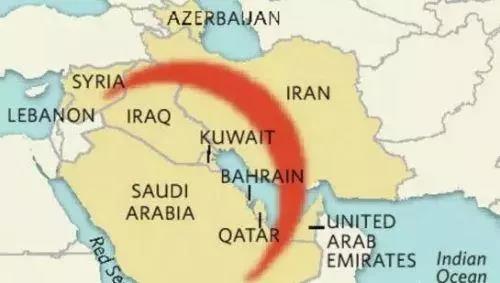 AZERBAIJAN
SYRIA
LEBANON
IRAQ
IRAN
KUWAIT
BAHRAIN
SAUDI
ARABIA
QATAR
UNITED
ARAB
EMIRATES
Red Se
Indian
Ocean